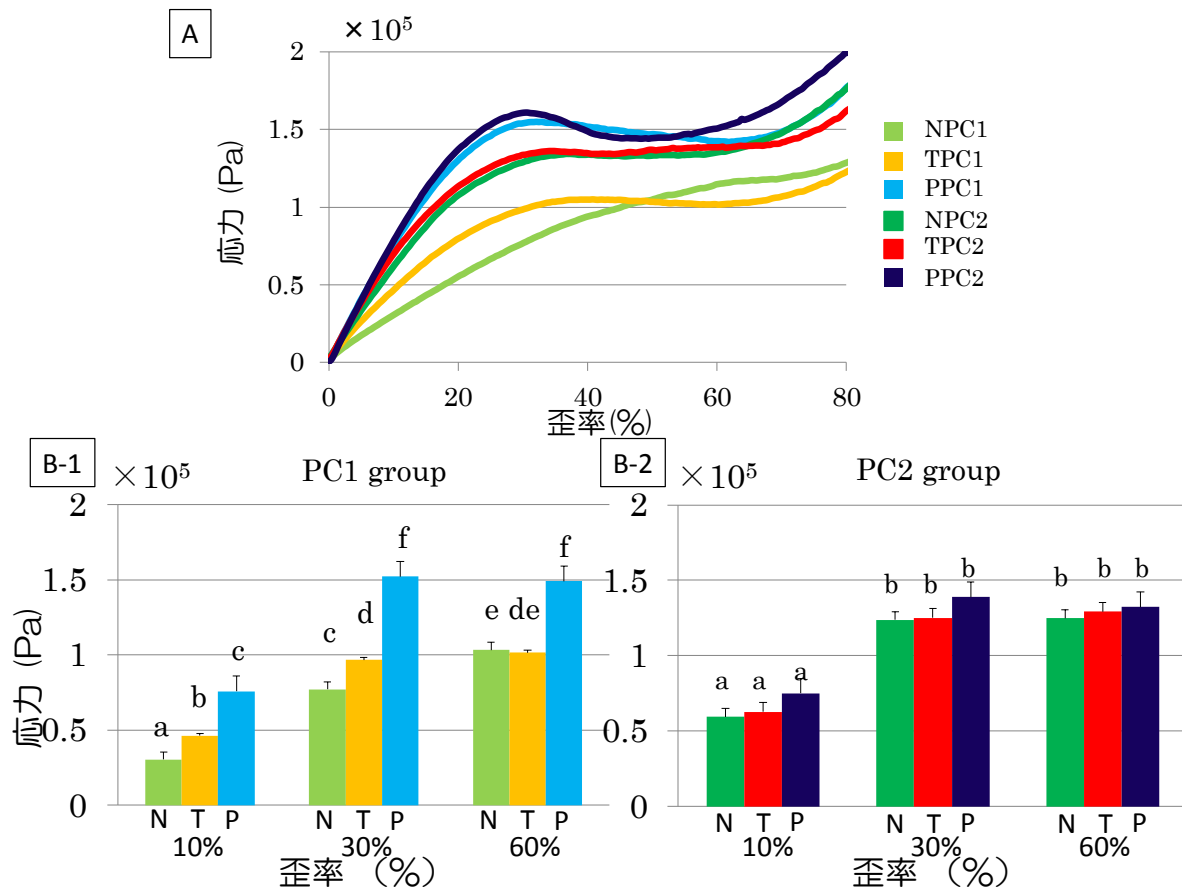 A
×10⁵
2
1.5
1
0.5
0
0 20 40 60 80
応力 (Pa)
歪率(%)
NPC1
TPC1
PPC1
NPC2
TPC2
PPC2
B-1
×10⁵
PC1 group
2
1.5
1
0.5
0
応力 (Pa)
a b c
c d f
e de f
N T P N T P N T P
10% 30% 60%
歪率 (%)
B-2
×10⁵
PC2 group
2
1.5
1
0.5
0
a a a
b b b
b b b
N T P N T P N T P
10% 30% 60%
歪率 (%)